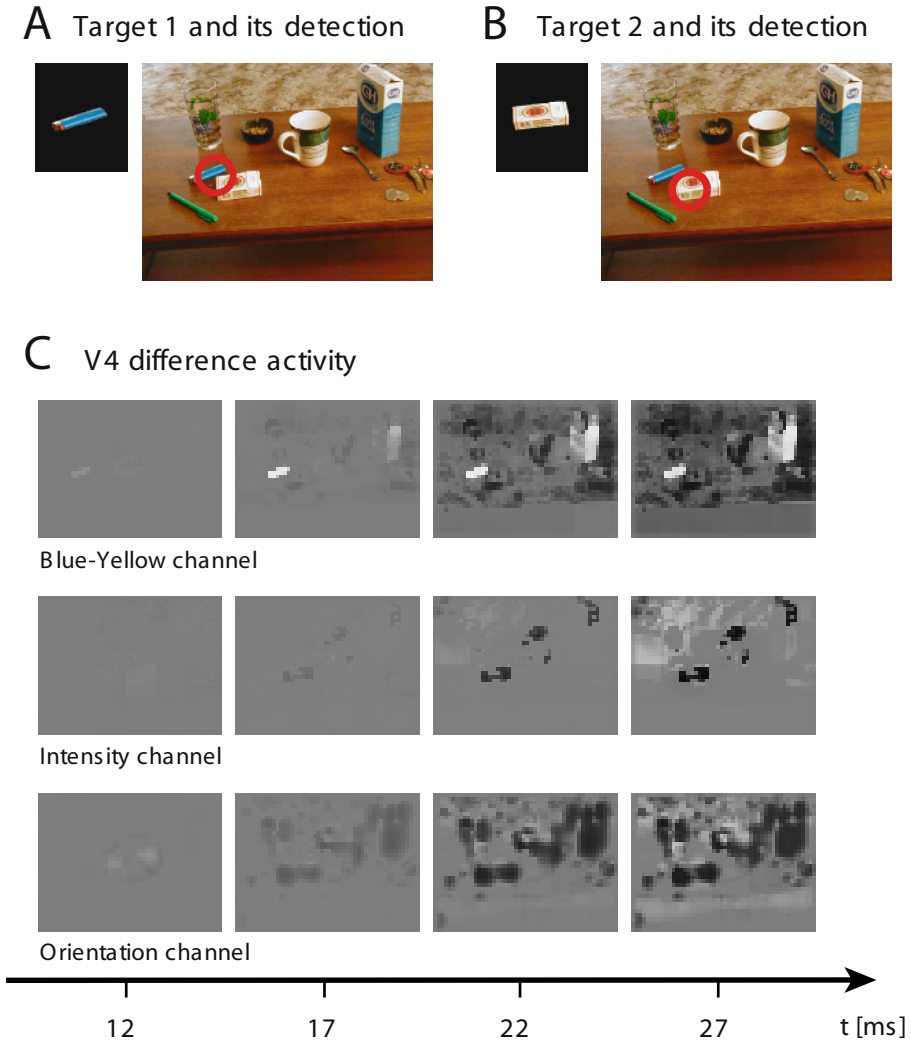 A Target 1 and its detection
B Target 2 and its detection
C V4 difference activity
Blue-Yellow channel
Intensity channel
Orientation channel
12 17 22 27 t [ms]